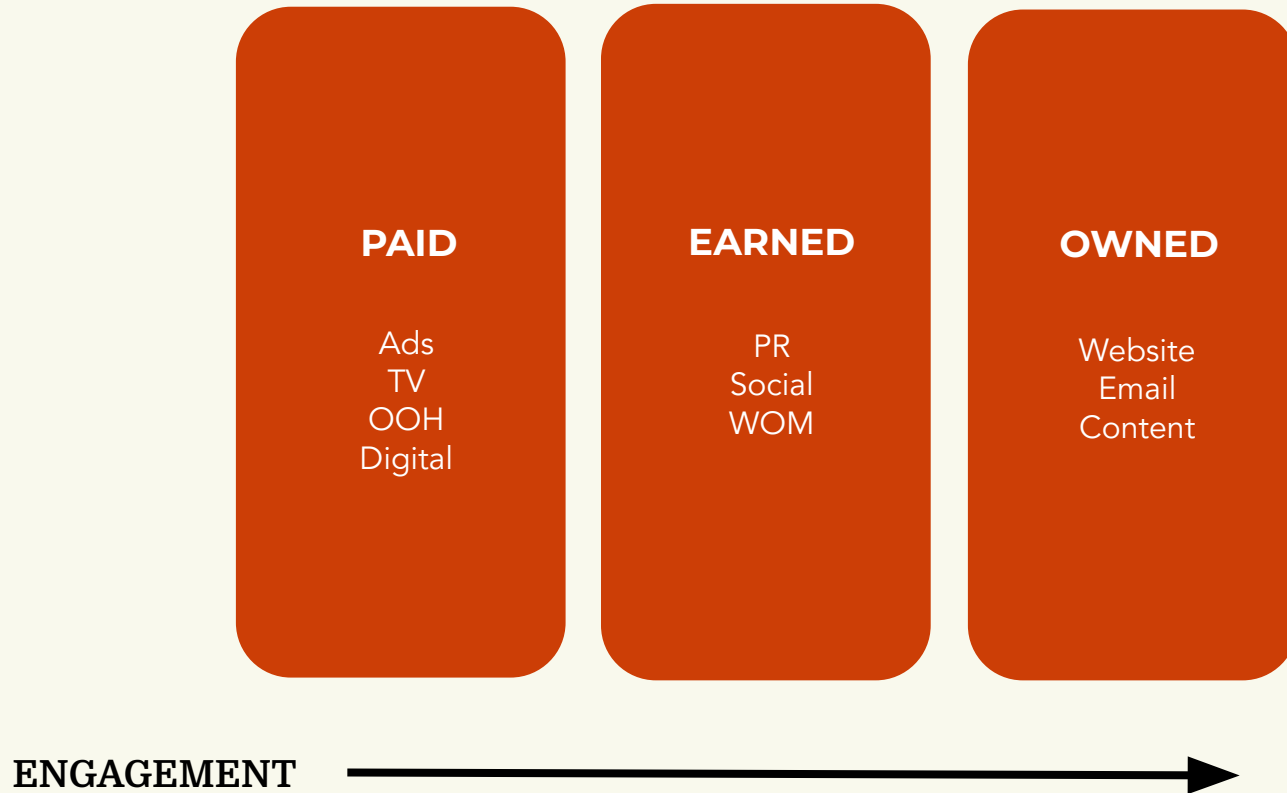 PAID
Ads
TV
OOH
Digital
EARNED
PR
Social
WOM
OWNED
Website
Email
Content
ENGAGEMENT